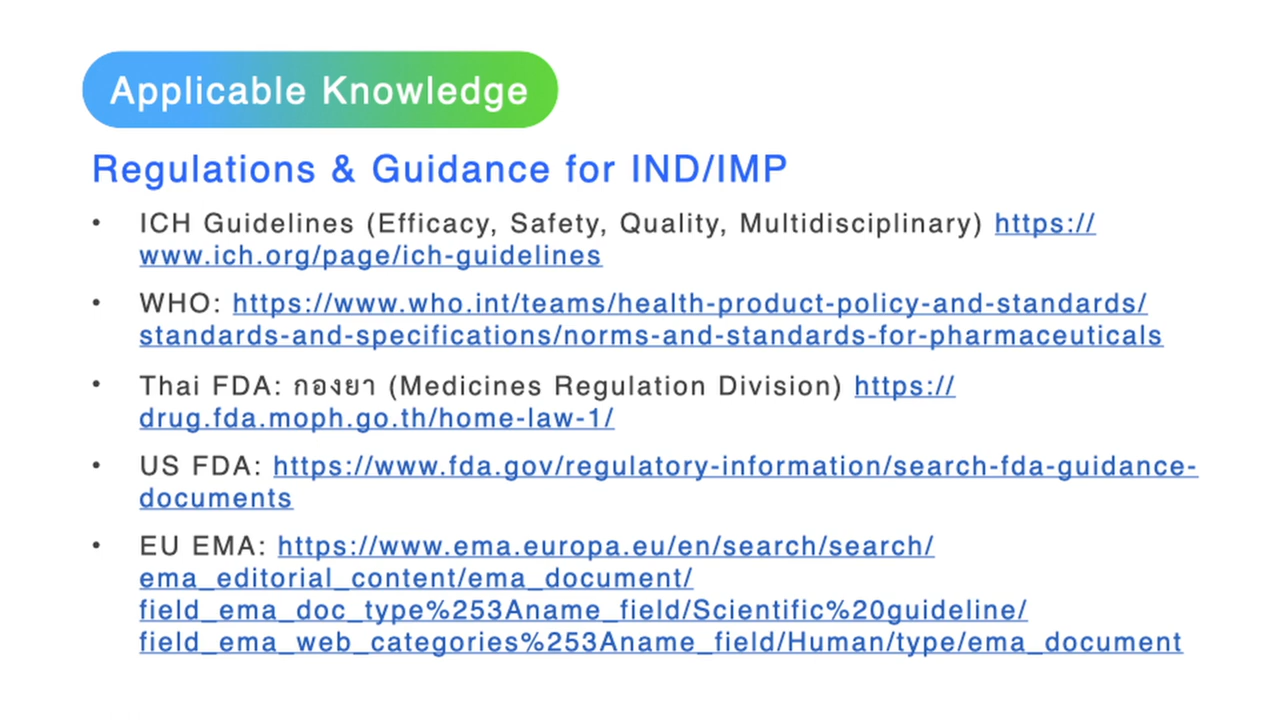 Applicable Knowledge
Regulations & Guidance for IND/IMP
• ICH Guidelines (Efficacy, Safety, Quality, Multidisciplinary) https://
www.ich.org/page/ich-guidelines
• WHO: https://www.who.int/teams/health-product-policy-and-standards/
standards-and-specifications/norms-and-standards-for-pharmaceuticals
• Thai FDA: กองยา (Medicines Regulation Division) https://
drug.fda.moph.go.th/home-law-1/
• US FDA: https://www.fda.gov/regulatory-information/search-fda-guidance-
documents
• EU EMA: https://www.ema.europa.eu/en/search/search/
ema_editorial_content/ema_document/
field_ema_doc_type%253Aname_field/Scientific%20guideline/
field_ema_web_categories%253Aname_field/Human/type/ema_document